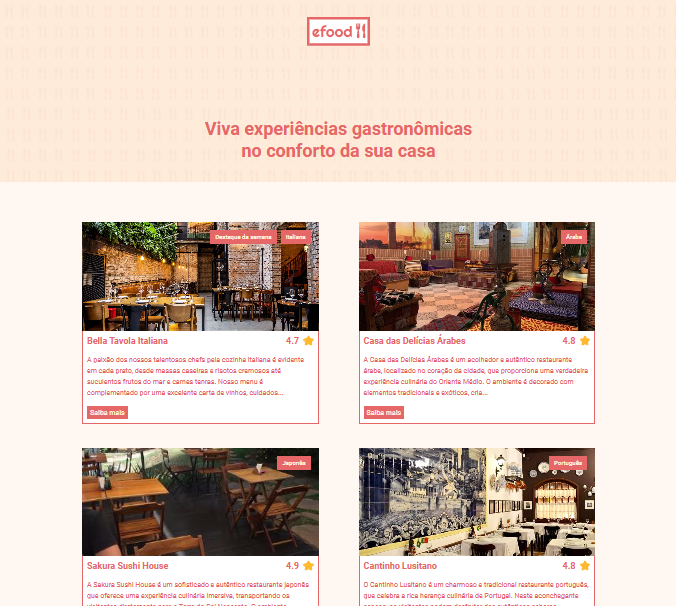 efood
Viva experiências gastronômicas
no conforto da sua casa
Destaque da semana
Italiana
Bella Tavola Italiana
4.7
A paixão dos nossos talentosos chefs pela cozinha italiana é evidente
em cada prato, desde massas caseiras e risotos cremosos até
suculentos frutos do mar e carnes tenras. Nosso menu é
complementado por uma excelente carta de vinhos, cuidados...
Saiba mais
Árabe
Casa das Delícias Árabes
4.8
A Casa das Delícias Árabes é um acolhedor e autêntico restaurante
árabe, localizado no coração da cidade, que proporciona uma verdadeira
experiência culinária do Oriente Médio. O ambiente é decorado com
elementos tradicionais e exóticos, cria...
Saiba mais
Japonês
Sakura Sushi House
4.9
A Sakura Sushi House é um sofisticado e autêntico restaurante japonês
que oferece uma experiência culinária imersiva, transportando os
Português
Cantinho Lusitano
4.8
O Cantinho Lusitano é um charmoso e tradicional restaurante português,
que celebra a rica herança culinária de Portugal. Neste aconchegante